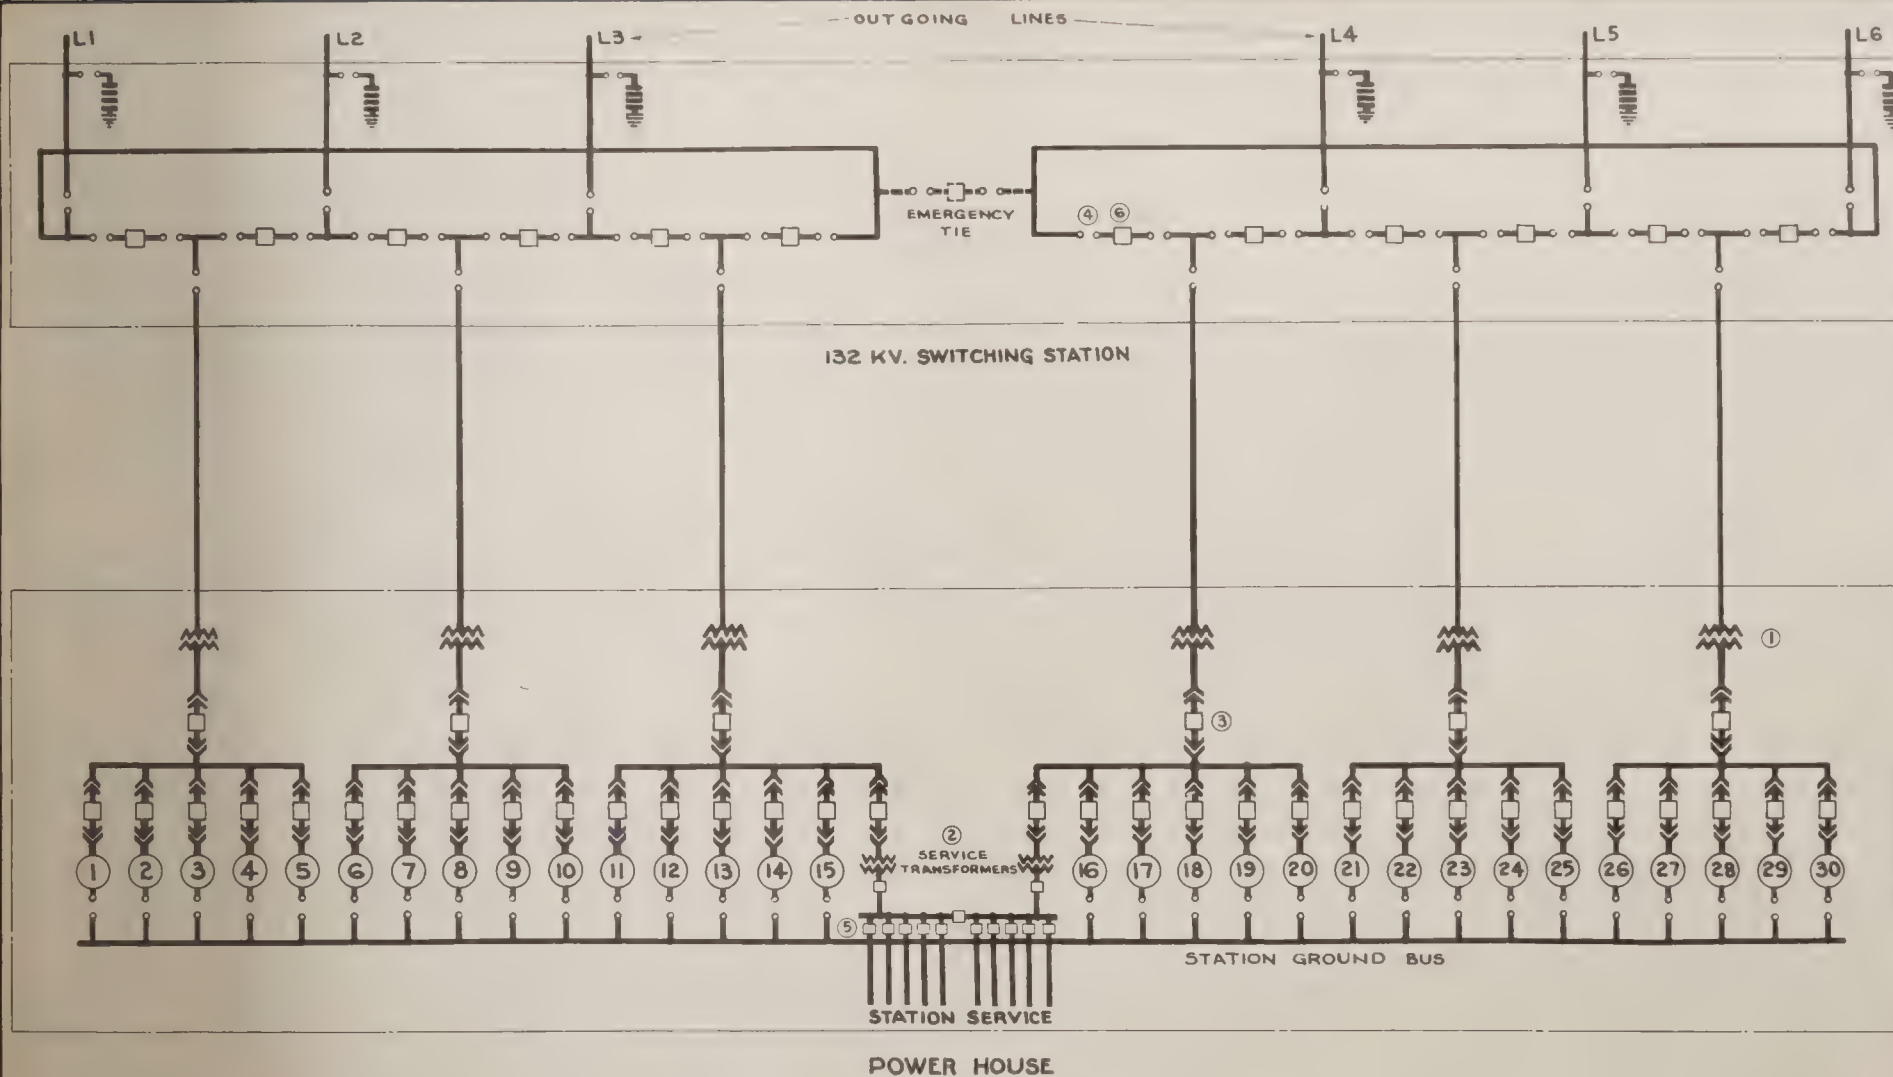 OUTGOING LINES
L1 L2 L3 L4 L5 L6
EMERGENCY
TIE
④ ⑥
132 KV. SWITCHING STATION
①
③
②
SERVICE
TRANSFORMERS
1 2 3 4 5 6 7 8 9 10 11 12 13 14 15 16 17 18 19 20 21 22 23 24 25 26 27 28 29 30
⑤
STATION GROUND BUS
STATION SERVICE
POWER HOUSE